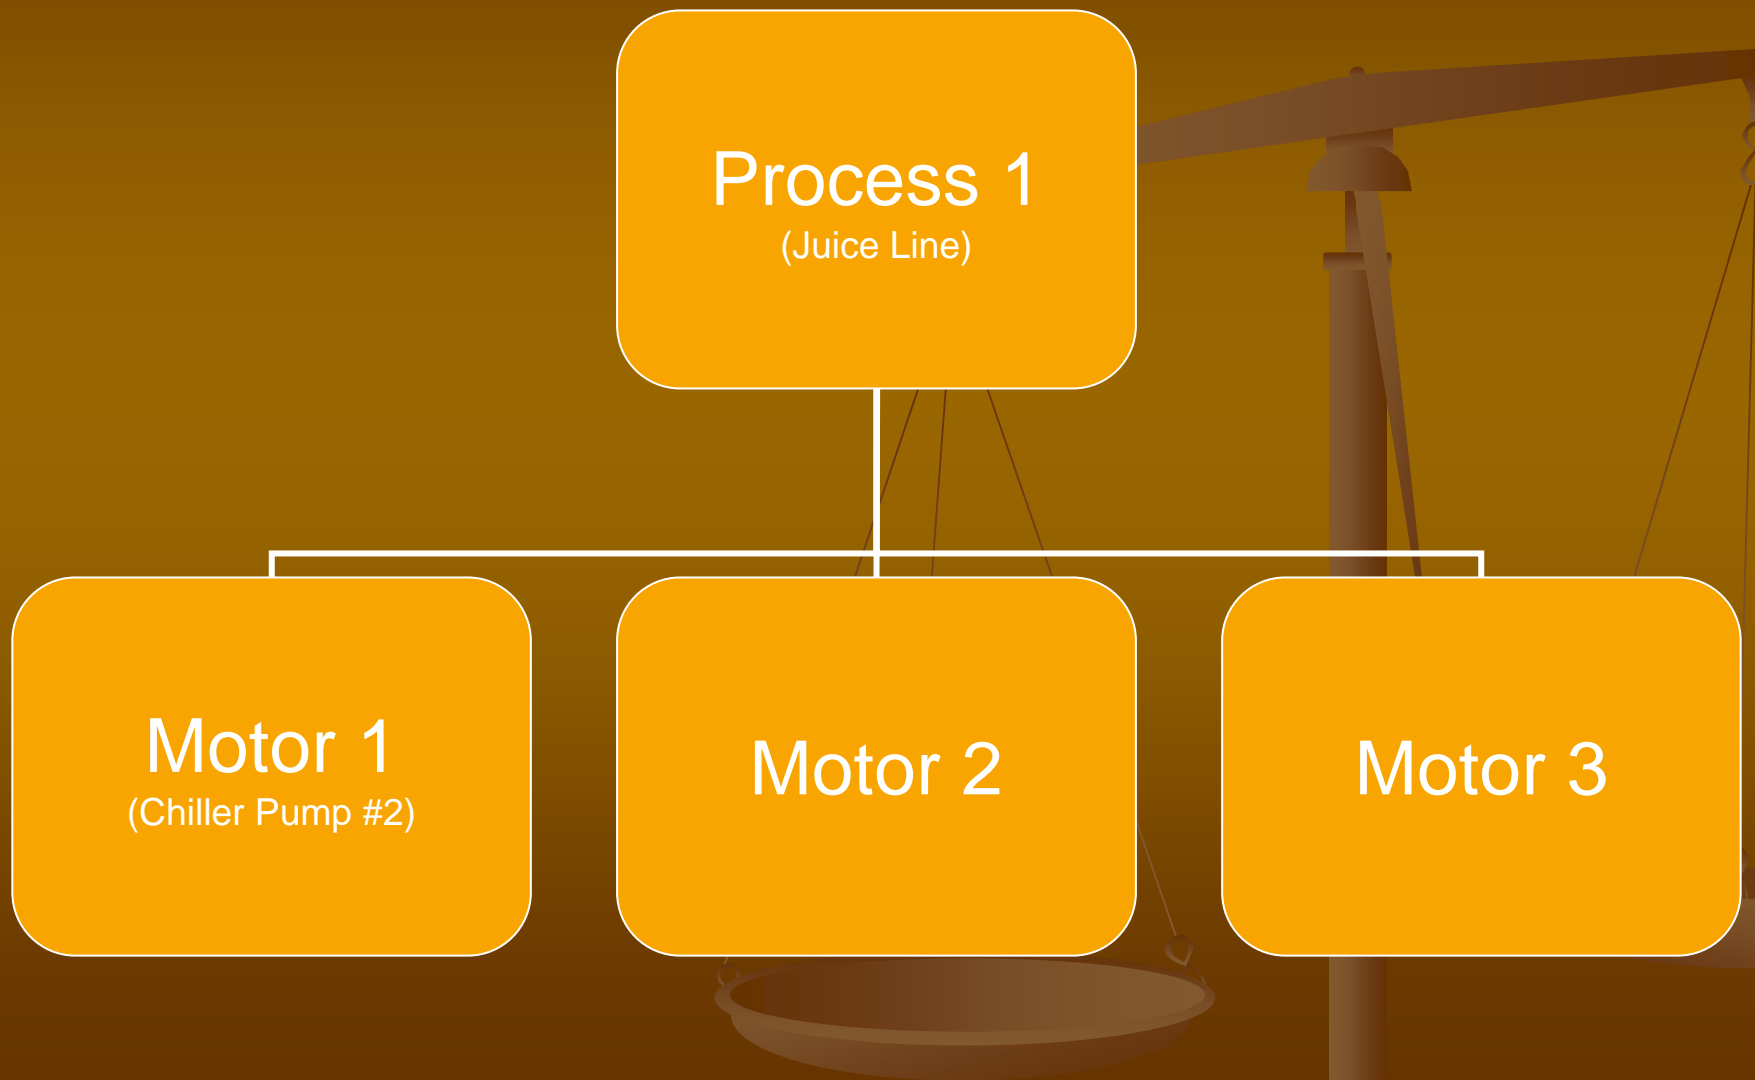 Process 1
(Juice Line)
Motor 1
(Chiller Pump #2)
Motor 2
Motor 3